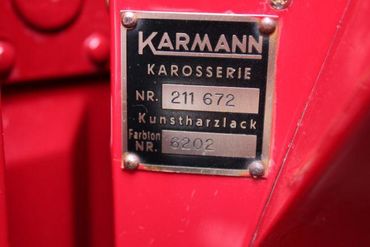 KARMANN
KAROSSERIE
NR. 211 672
Kunstharzlack
Farbton
NR. 6202